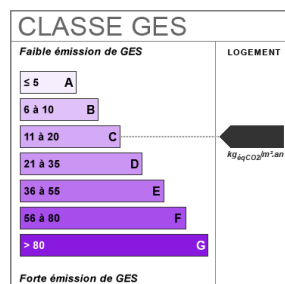 CLASSE GES
Faible émission de GES
LOGEMENT
≤ 5 A
6 à 10 B
11 à 20 C
21 à 35 D
36 à 55 E
56 à 80 F
> 80 G
kgéqCO2/m².an
Forte émission de GES